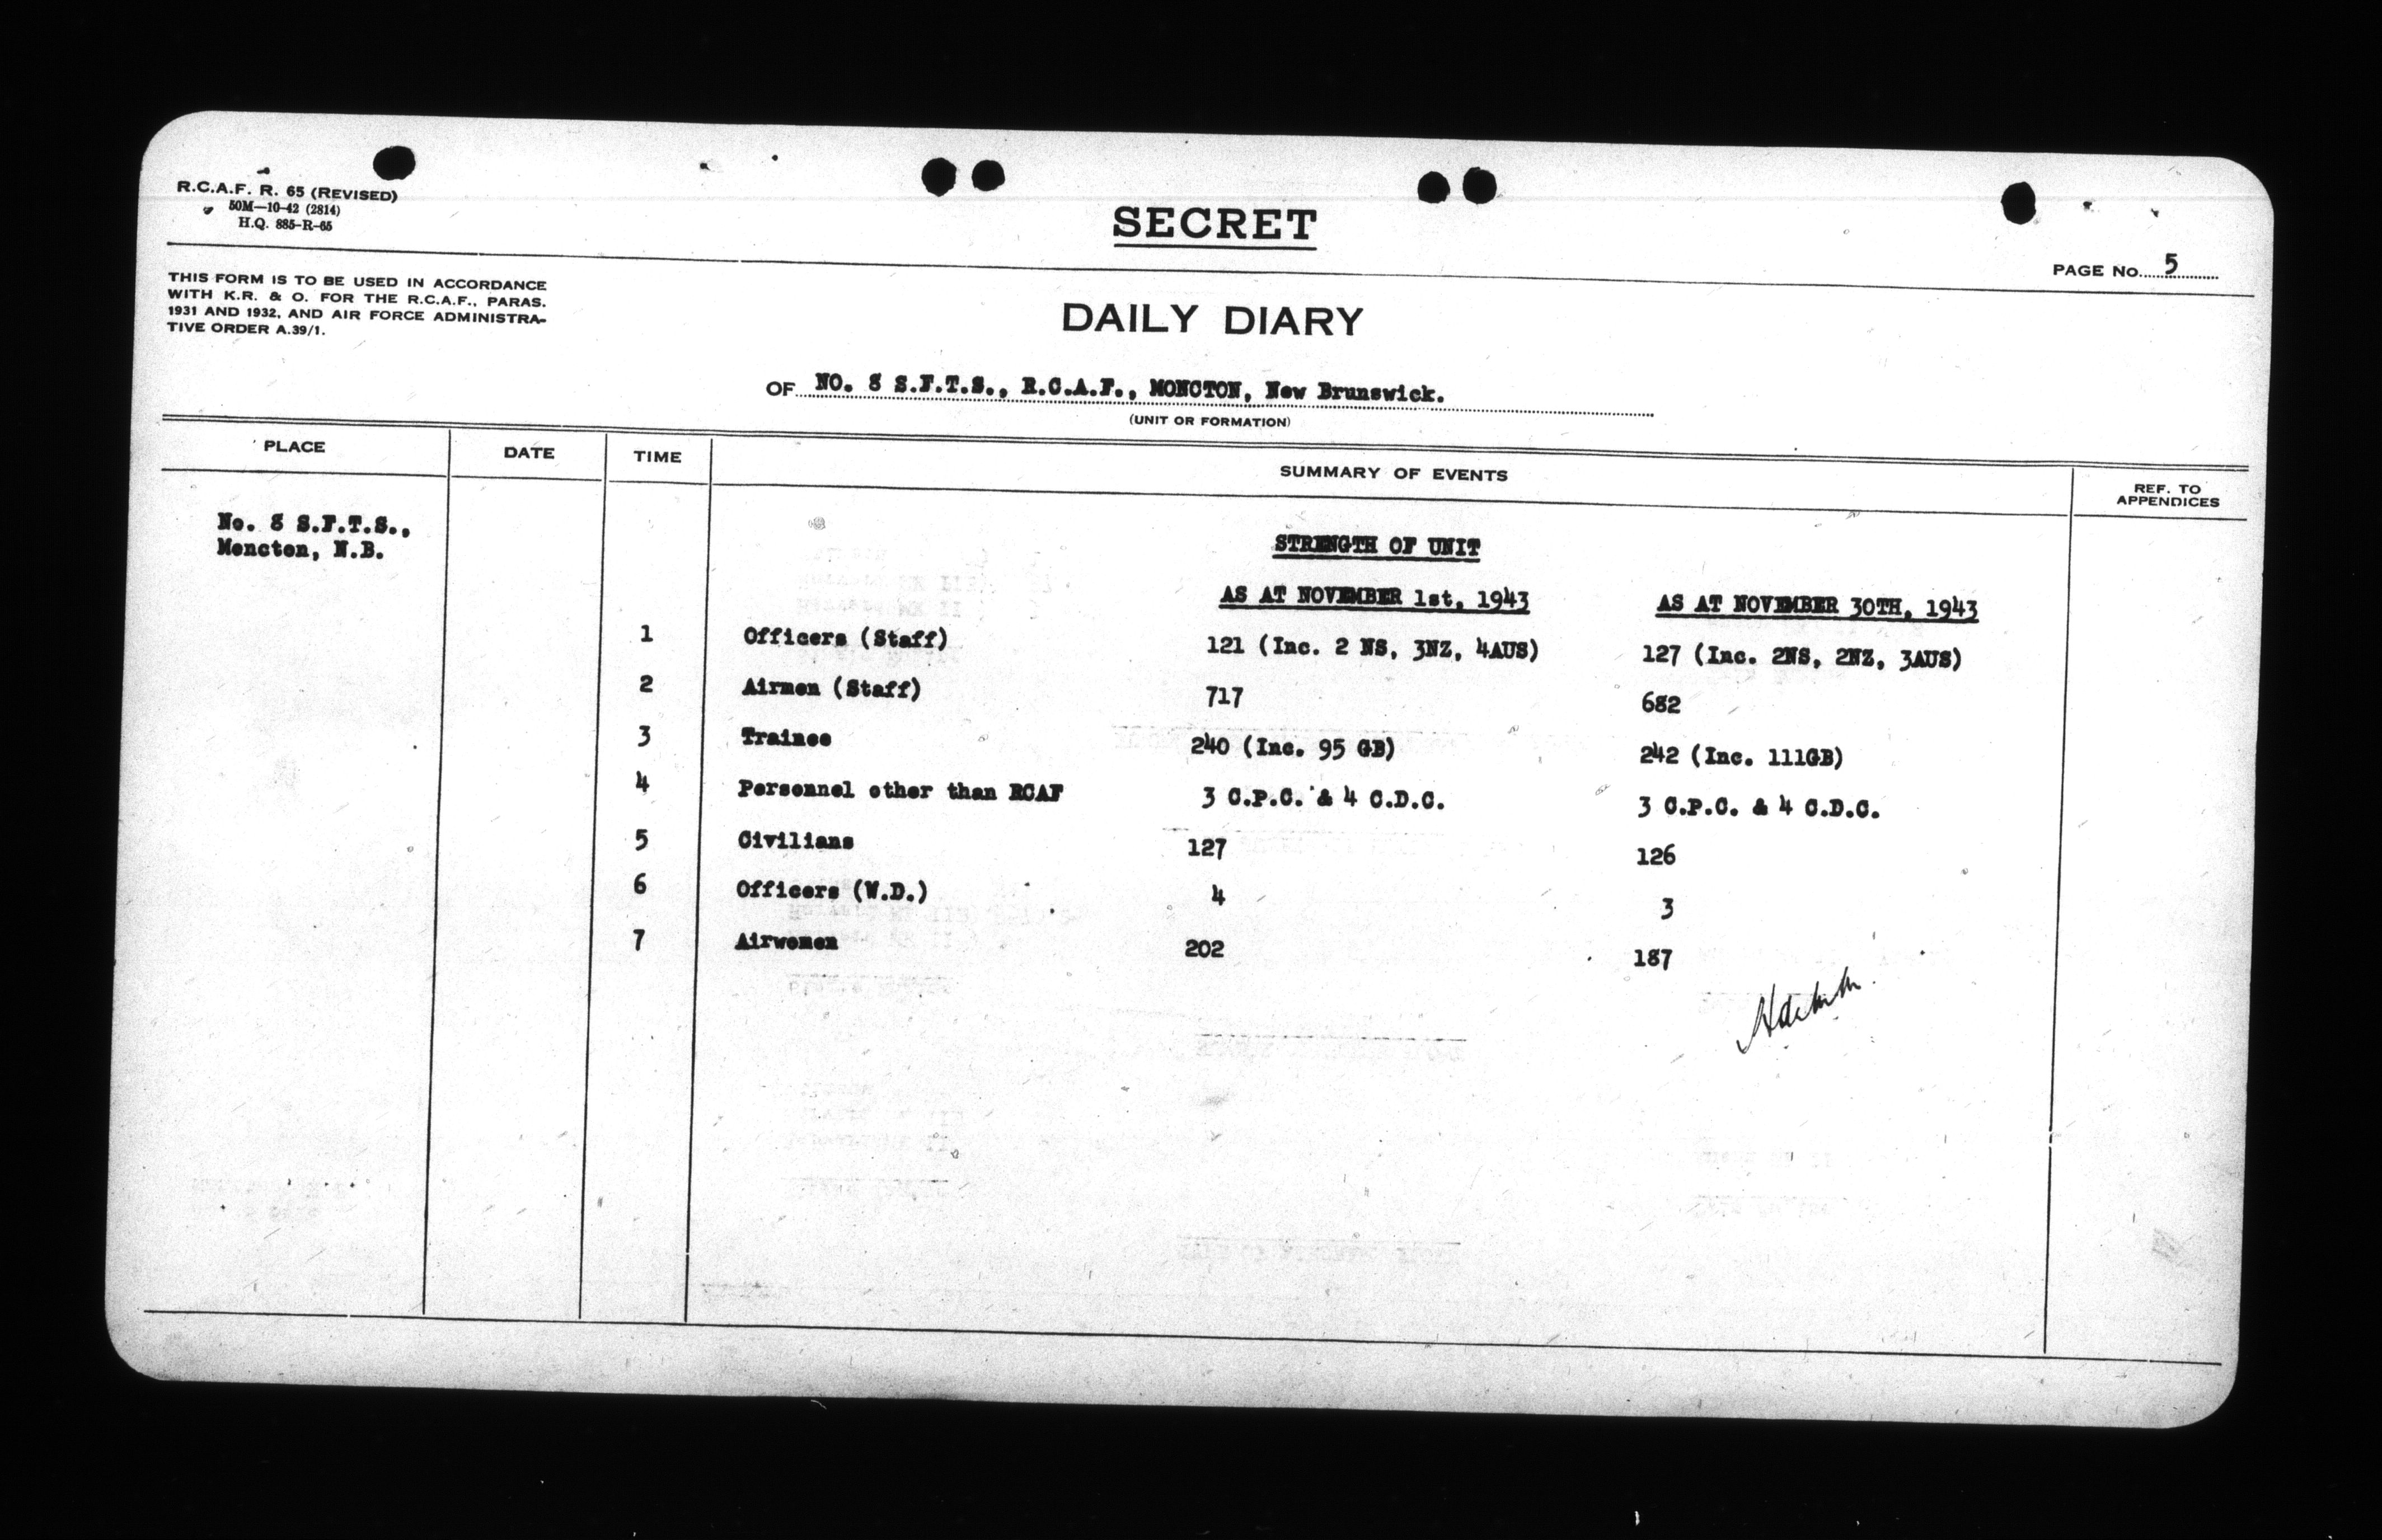 R.C.A.F. R. 65 (REVISED)
50M—10-42 (2814)
H.Q. 885-R-65
SECRET
PAGE No. 5
THIS FORM IS TO BE USED IN ACCORDANCE
WITH K.R. & O. FOR THE R.C.A.F., PARAS.
1931 AND 1932, AND AIR FORCE ADMINISTRA-
TIVE ORDER A.39/1.
DAILY DIARY
OF NO. 8 S.F.T.S., R.C.A.F., MONCTON, New Brunswick.
(UNIT OR FORMATION)
PLACE DATE TIME SUMMARY OF EVENTS REF. TO APPENDICES
No. 8 S.F.T.S.,
Moncton, N.B.
STRENGTH OF UNIT
AS AT NOVEMBER 1st, 1943 AS AT NOVEMBER 30TH, 1943
1 Officers (Staff) 121 (Inc. 2 NS, 3NZ, 4AUS) 127 (Inc. 2NS, 2NZ, 3AUS)
2 Airmen (Staff) 717 682
3 Trainee 240 (Inc. 95 GB) 242 (Inc. 111GB)
4 Personnel other than RCAF 3 C.P.C. & 4 C.D.C. 3 C.P.C. & 4 C.D.C.
5 Civilians 127 126
6 Officers (W.D.) 4 3
7 Airwomen 202 187